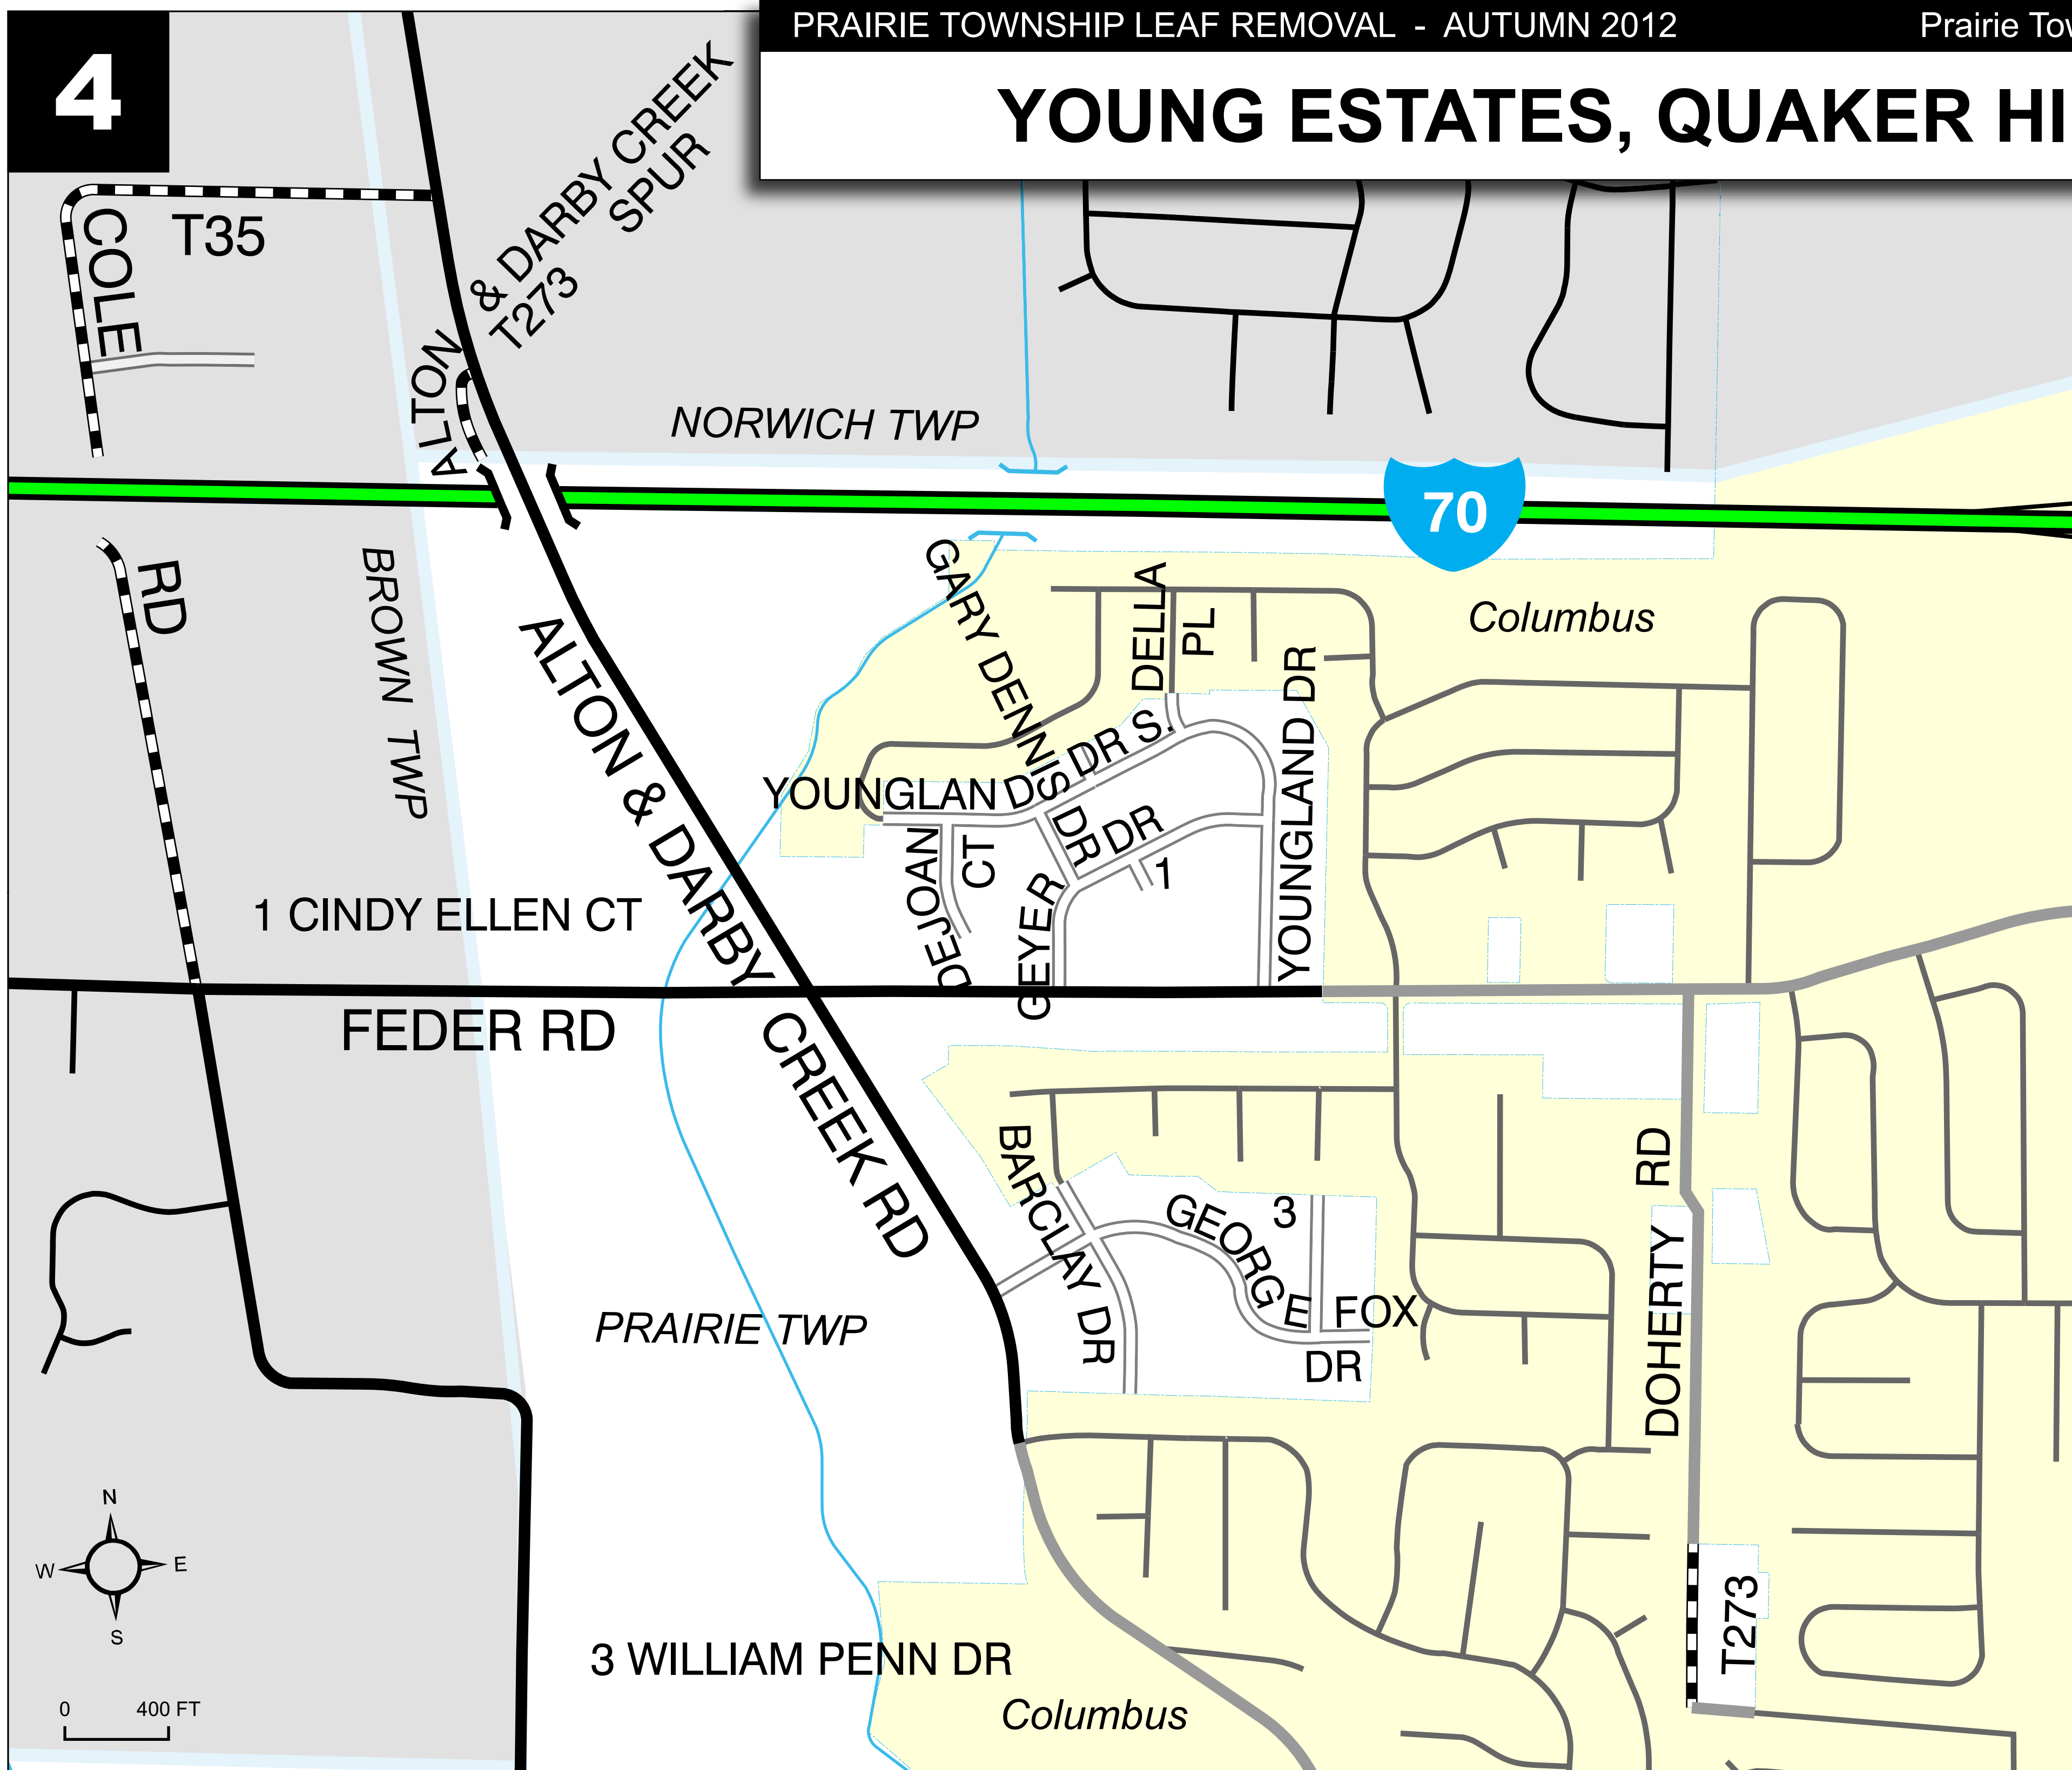 4
PRAIRIE TOWNSHIP LEAF REMOVAL - AUTUMN 2012
Prairie Tow
YOUNG ESTATES, QUAKER HI
COLE
T35
& DARBY CREEK
SPUR
T273
ALTON
NORWICH TWP
70
RD
BROWN TWP
ALTON & DARBY CREEK RD
GARY DENNIS DR
DELLA
PL
Columbus
YOUNGLAND DR S.
YOUNGLAND DR
DEJOAN
CT
GEYER DR
1
1 CINDY ELLEN CT
FEDER RD
BARCLAY DR
GEORGE FOX
DR
3
DOHERTY RD
PRAIRIE TWP
T273
N
W
E
S
0 400 FT
3 WILLIAM PENN DR
Columbus